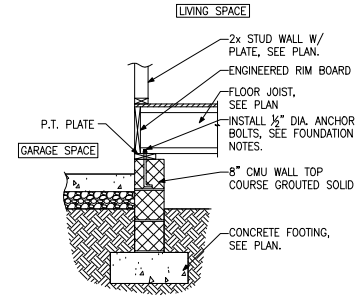 LIVING SPACE
2x STUD WALL W/
PLATE, SEE PLAN.
ENGINEERED RIM BOARD
FLOOR JOIST,
SEE PLAN
P.T. PLATE
INSTALL ½" DIA. ANCHOR
BOLTS, SEE FOUNDATION
NOTES.
GARAGE SPACE
8" CMU WALL TOP
COURSE GROUTED SOLID
CONCRETE FOOTING,
SEE PLAN.